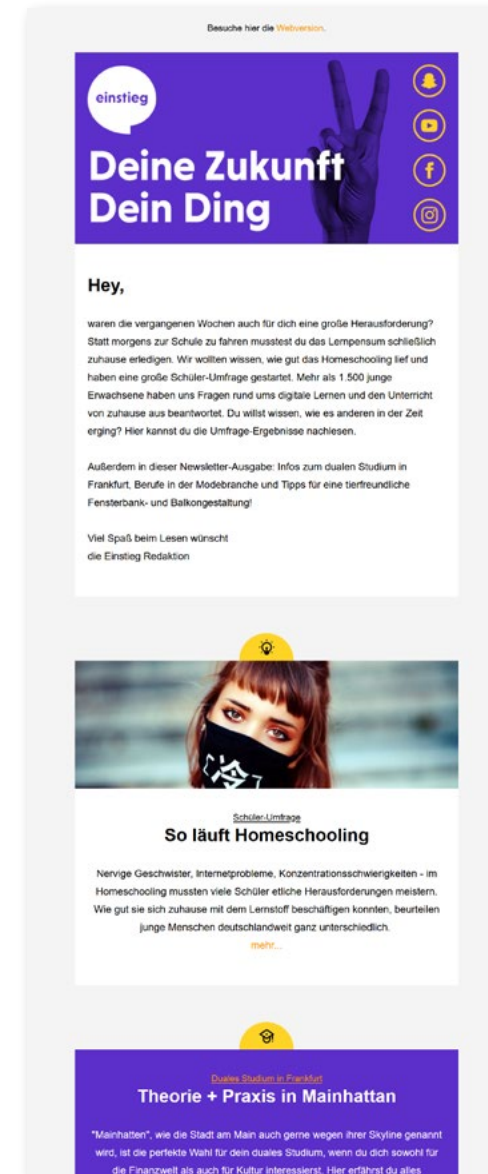 Besuche hier die Webversion.
einstieg
Deine Zukunft
Dein Ding
Hey,
waren die vergangenen Wochen auch für dich eine große Herausforderung?
Statt morgens zur Schule zu fahren musstest du das Lernpensum schließlich
zuhause erledigen. Wir wollten wissen, wie gut das Homeschooling lief und
haben eine große Schüler-Umfrage gestartet. Mehr als 1.500 junge
Erwachsene haben uns Fragen rund ums digitale Lernen und den Unterricht
von zuhause aus beantwortet. Du willst wissen, wie es anderen in der Zeit
erging? Hier kannst du die Umfrage-Ergebnisse nachlesen.
Außerdem in dieser Newsletter-Ausgabe: Infos zum dualen Studium in
Frankfurt, Berufe in der Modebranche und Tipps für eine tierfreundliche
Fensterbank- und Balkongestaltung!
Viel Spaß beim Lesen wünscht
die Einstieg Redaktion
冷
Schüler-Umfrage
So läuft Homeschooling
Nervige Geschwister, Internetprobleme, Konzentrationsschwierigkeiten - im
Homeschooling mussten viele Schüler etliche Herausforderungen meistern.
Wie gut sie sich zuhause mit dem Lernstoff beschäftigen konnten, beurteilen
junge Menschen deutschlandweit ganz unterschiedlich.
mehr...
Duales Studium in Frankfurt
Theorie + Praxis in Mainhattan
"Mainhatten", wie die Stadt am Main auch gerne wegen ihrer Skyline genannt
wird, ist die perfekte Wahl für dein duales Studium, wenn du dich sowohl für
die Finanzwelt als auch für Kultur interessierst. Hier erfährst du alles